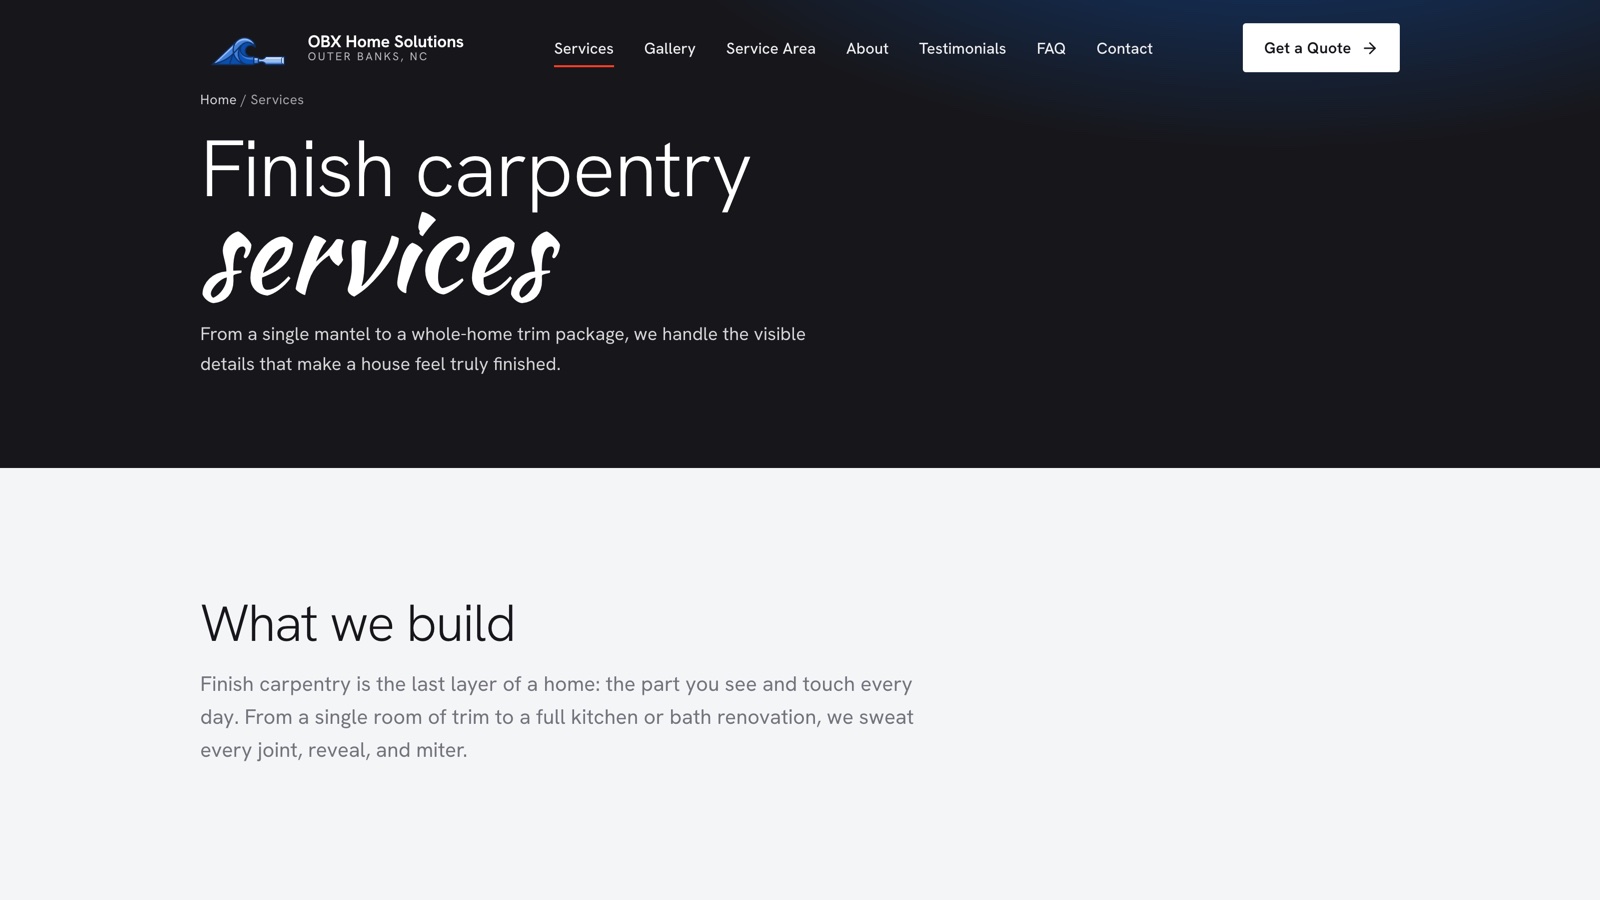 OBX Home Solutions
OUTER BANKS, NC
Services
Gallery
Service Area
About
Testimonials
FAQ
Contact
Get a Quote
Home / Services
Finish carpentry
services
From a single mantel to a whole-home trim package, we handle the visible
details that make a house feel truly finished.
What we build
Finish carpentry is the last layer of a home: the part you see and touch every
day. From a single room of trim to a full kitchen or bath renovation, we sweat
every joint, reveal, and miter.